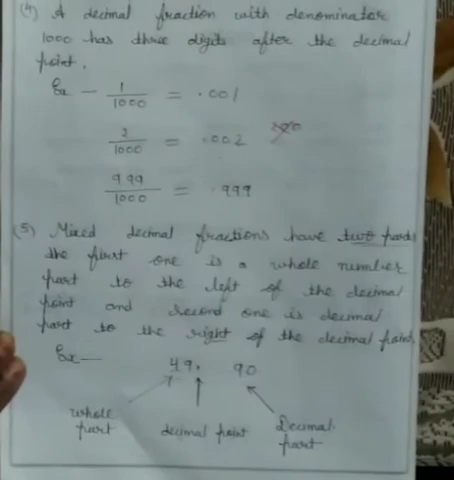 (4) A decimal fraction with denominator
1000 has three digits after the decimal
point.
Ex - 1/1000 = .001
2/1000 = .002
999/1000 = .999
(5) Mixed decimal fractions have two parts
the first one is a whole number
part to the left of the decimal
point and second one is decimal
part to the right of the decimal point.
Ex— 49. 90
whole part decimal point Decimal part